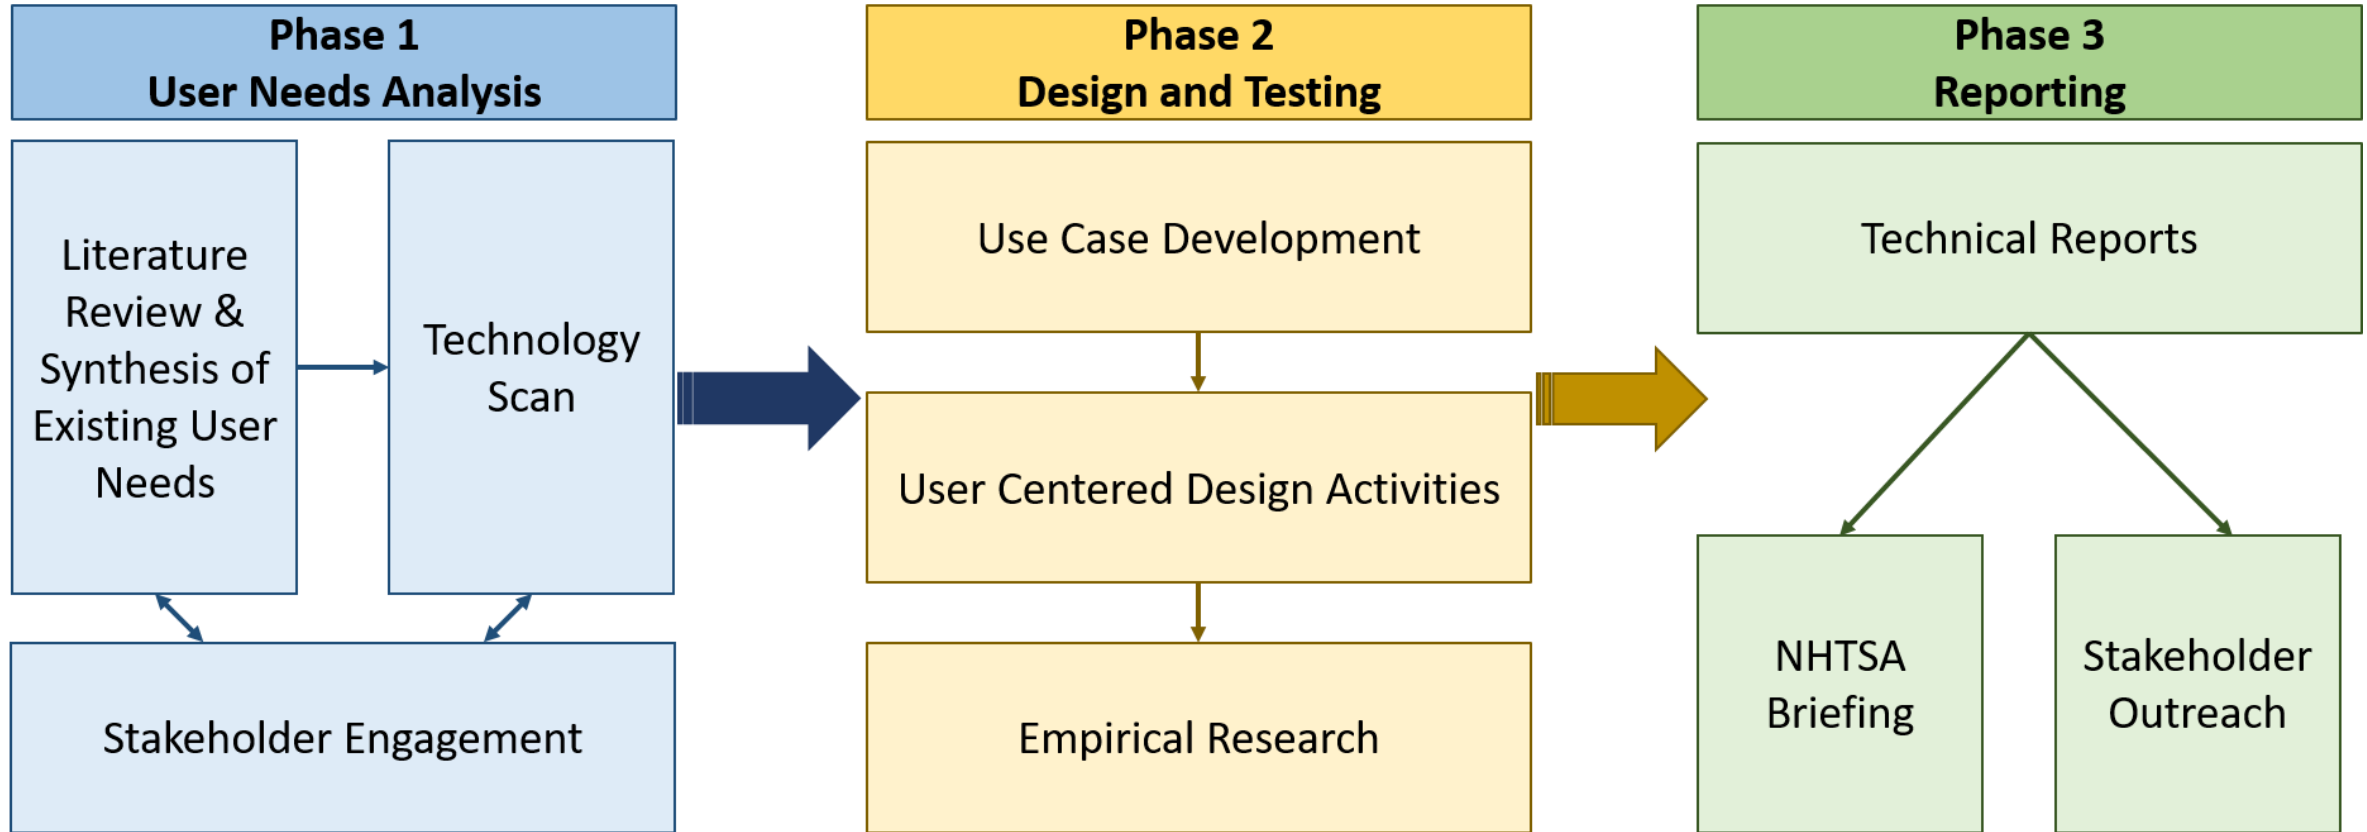 Phase 1
User Needs Analysis
Literature
Review &
Synthesis of
Existing User
Needs
Technology
Scan
Stakeholder Engagement
Phase 2
Design and Testing
Use Case Development
User Centered Design Activities
Empirical Research
Phase 3
Reporting
Technical Reports
NHTSA
Briefing
Stakeholder
Outreach